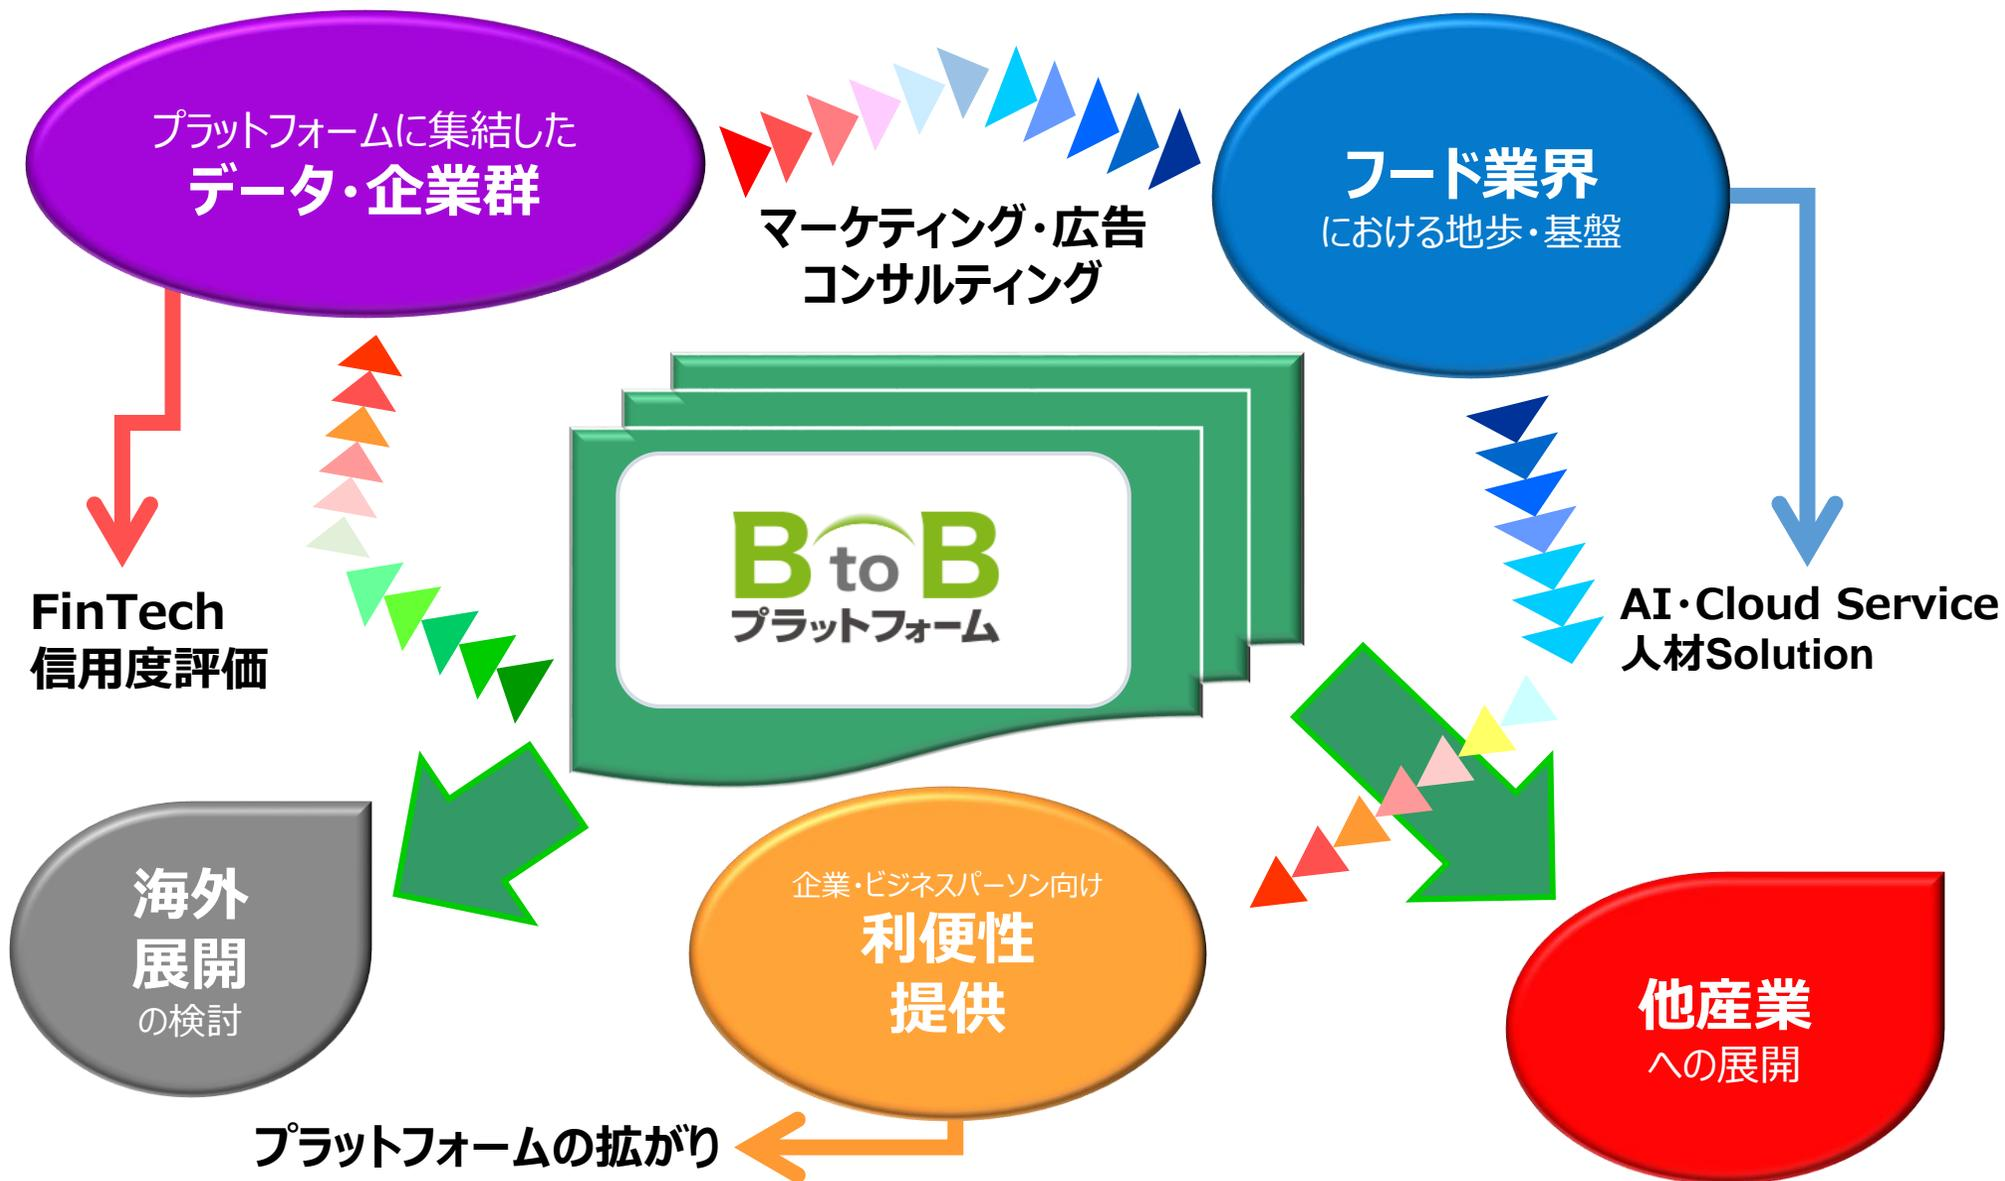 プラットフォームに集結した
データ・企業群
フード業界
における地歩・基盤
マーケティング・広告
コンサルティング
BtoB
プラットフォーム
FinTech
信用度評価
AI・Cloud Service
人材Solution
海外
展開
の検討
企業・ビジネスパーソン向け
利便性
提供
他産業
への展開
プラットフォームの拡がり